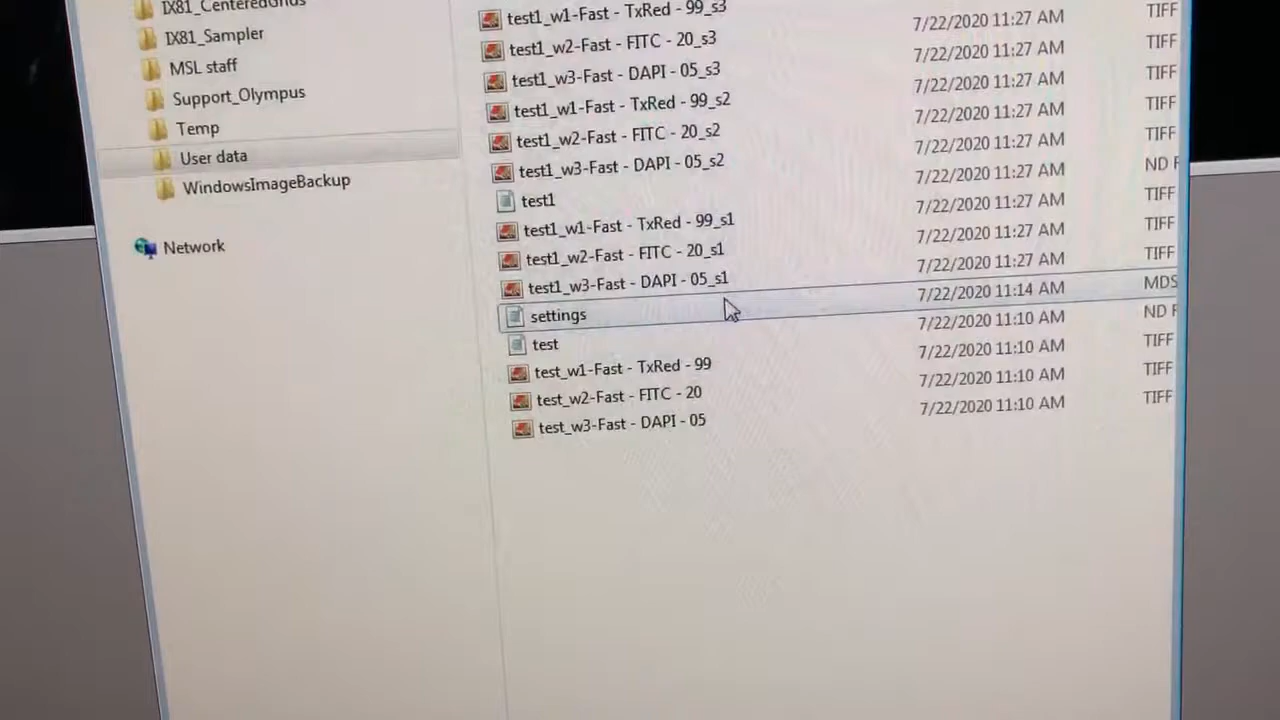 IX81_CenteredGrids
IX81_Sampler
MSL staff
Support_Olympus
Temp
User data
WindowsImageBackup
Network
test1_w1-Fast - TxRed - 99_s3 7/22/2020 11:27 AM TIFF
test1_w2-Fast - FITC - 20_s3 7/22/2020 11:27 AM TIFF
test1_w3-Fast - DAPI - 05_s3 7/22/2020 11:27 AM TIFF
test1_w1-Fast - TxRed - 99_s2 7/22/2020 11:27 AM TIFF
test1_w2-Fast - FITC - 20_s2 7/22/2020 11:27 AM TIFF
test1_w3-Fast - DAPI - 05_s2 7/22/2020 11:27 AM ND F
test1 7/22/2020 11:27 AM TIFF
test1_w1-Fast - TxRed - 99_s1 7/22/2020 11:27 AM TIFF
test1_w2-Fast - FITC - 20_s1 7/22/2020 11:27 AM TIFF
test1_w3-Fast - DAPI - 05_s1 7/22/2020 11:14 AM MDS
settings 7/22/2020 11:10 AM ND F
test 7/22/2020 11:10 AM TIFF
test_w1-Fast - TxRed - 99 7/22/2020 11:10 AM TIFF
test_w2-Fast - FITC - 20 7/22/2020 11:10 AM TIFF
test_w3-Fast - DAPI - 05